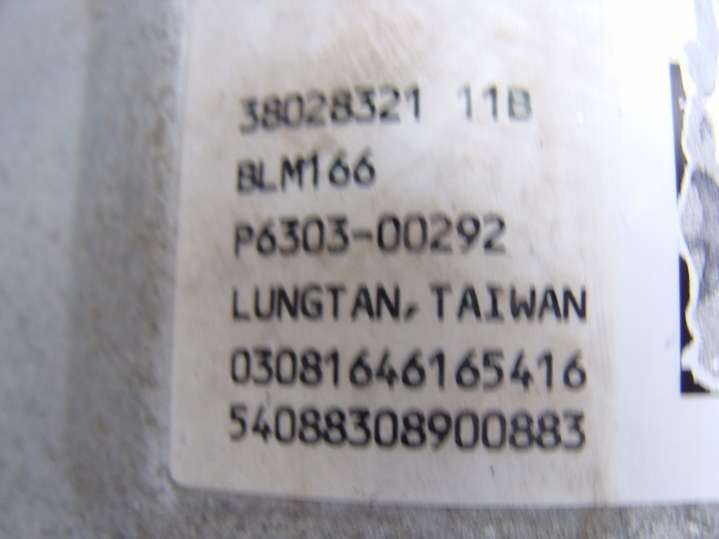 38028321 11B
BLM166
P6303-00292
LUNGTAN, TAIWAN
03081646165416
54088308900883